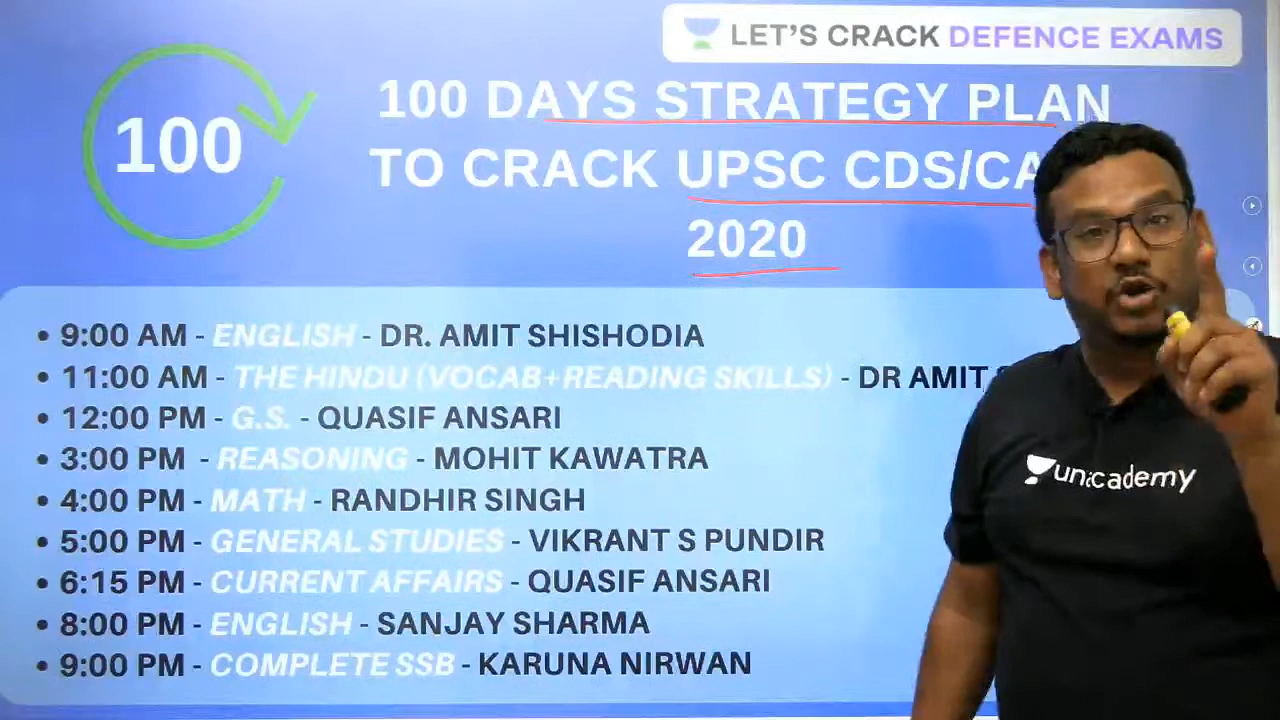 LET'S CRACK DEFENCE EXAMS
100
100 DAYS STRATEGY PLAN
TO CRACK UPSC CDS/CA
2020
• 9:00 AM - ENGLISH - DR. AMIT SHISHODIA
• 11:00 AM - THE HINDU (VOCAB+READING SKILLS) - DR AMIT
• 12:00 PM - G.S. - QUASIF ANSARI
• 3:00 PM - REASONING - MOHIT KAWATRA
• 4:00 PM - MATH - RANDHIR SINGH
• 5:00 PM - GENERAL STUDIES - VIKRANT S PUNDIR
• 6:15 PM - CURRENT AFFAIRS - QUASIF ANSARI
• 8:00 PM - ENGLISH - SANJAY SHARMA
• 9:00 PM - COMPLETE SSB - KARUNA NIRWAN
unacademy